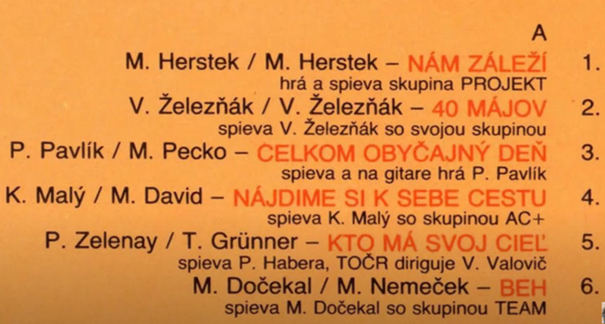 A
M. Herstek / M. Herstek – NÁM ZÁLEŽÍ 1.
hrá a spieva skupina PROJEKT
V. Železňák / V. Železňák – 40 MÁJOV 2.
spieva V. Železňák so svojou skupinou
P. Pavlík / M. Pecko – CELKOM OBYČAJNÝ DEŇ 3.
spieva a na gitare hrá P. Pavlík
K. Malý / M. David – NÁJDIME SI K SEBE CESTU 4.
spieva K. Malý so skupinou AC+
P. Zelenay / T. Grünner – KTO MÁ SVOJ CIEĽ 5.
spieva P. Habera, TOČR diriguje V. Valovič
M. Dočekal / M. Nemeček – BEH 6.
spieva M. Dočekal so skupinou TEAM